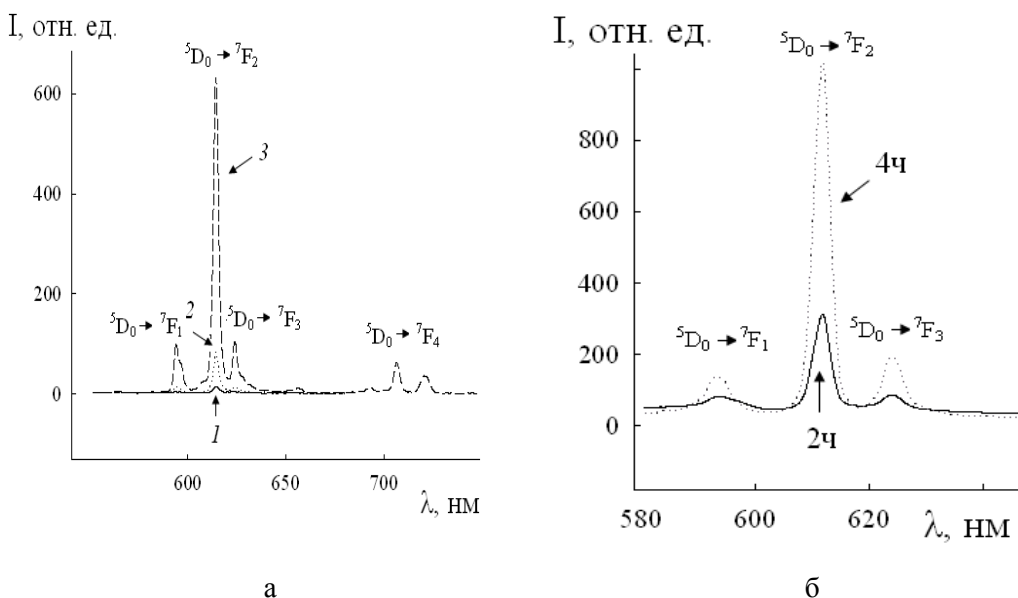 I, отн. ед.
⁵D₀ → ⁷F₂
600
3
400
200
⁵D₀ → ⁷F₁
2
⁵D₀ → ⁷F₃
⁵D₀ → ⁷F₄
0
1
600
650
700
λ, нм
а
I, отн. ед.
⁵D₀ → ⁷F₂
800
4ч
600
400
⁵D₀ → ⁷F₁
⁵D₀ → ⁷F₃
200
0
2ч
580
600
620
λ, нм
б